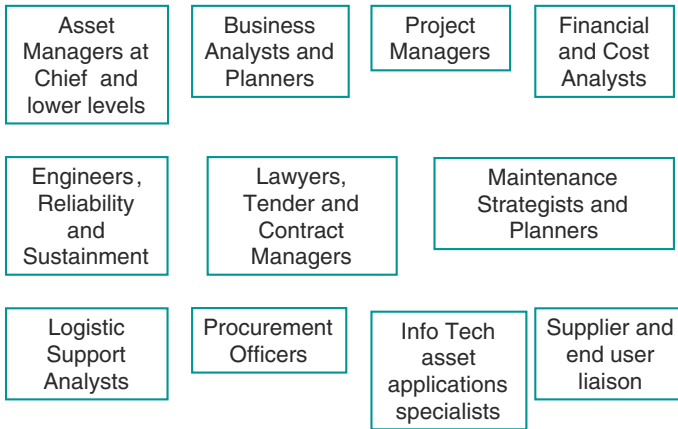 Asset
Managers at
Chief and
lower levels
Business
Analysts and
Planners
Project
Managers
Financial
and Cost
Analysts
Engineers,
Reliability
and
Sustainment
Lawyers,
Tender and
Contract
Managers
Maintenance
Strategists and
Planners
Logistic
Support
Analysts
Procurement
Officers
Info Tech
asset
applications
specialists
Supplier and
end user
liaison